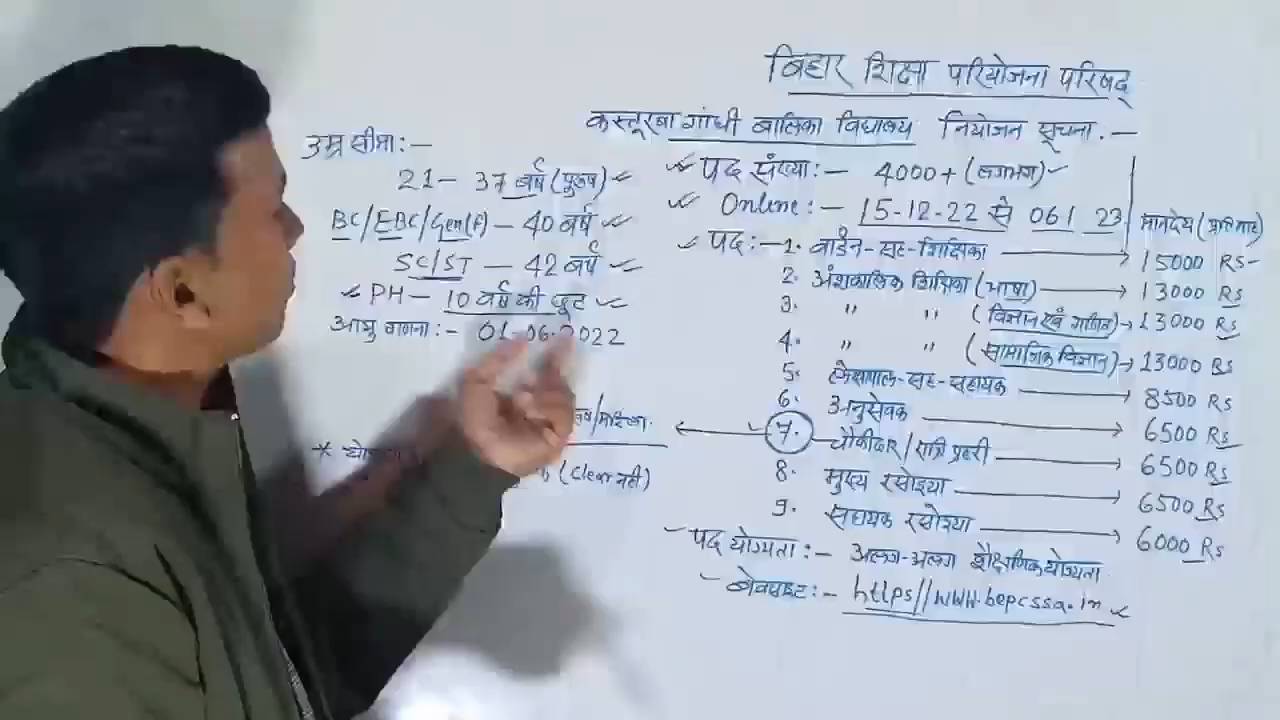 बिहार शिक्षा परियोजना परिषद्
कस्तूरबा गांधी बालिका विद्यालय नियोजन सूचना.—
उम्र सीमा:—
21— 37 वर्ष (पुरुष)
BC/EBC/Gen(F) — 40 वर्ष
SC/ST — 42 वर्ष
PH— 10 वर्ष की छूट
आयु गणना:— 01-06-2022
(Clear नहीं)
पद संख्या:— 4000+ (लगभग)
Online:— 15-12-22 से 06 1 23
मानदेय (प्रतिमाह)
पद:— 1. वार्डन-सह-शिक्षिका → 15000 RS
2. अंशकालिक शिक्षिका (भाषा) → 13000 Rs
3. " " (विज्ञान एवं गणित) → 13000 Rs
4. " " (सामाजिक विज्ञान) → 13000 Rs
5. लेखापाल-सह-सहायक → 8500 Rs
6. अनुसेवक → 6500 Rs
7. चौकीदार/रात्रि प्रहरी → 6500 Rs
8. मुख्य रसोइया → 6500 Rs
9. सहायक रसोइया → 6000 Rs
पद योग्यता:— अलग-अलग शैक्षणिक योग्यता
वेबसाइट:— https//www.bepcssa.in